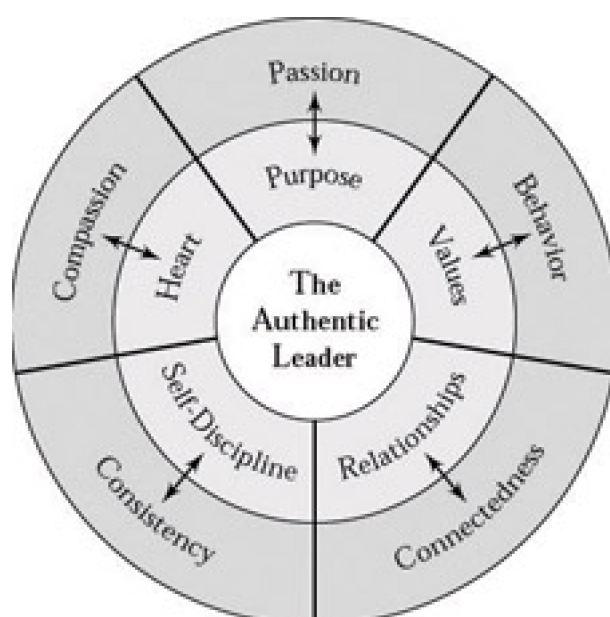 Passion
Purpose
Behavior
Values
Connectedness
Relationships
Consistency
Self-Discipline
Compassion
Heart
The
Authentic
Leader